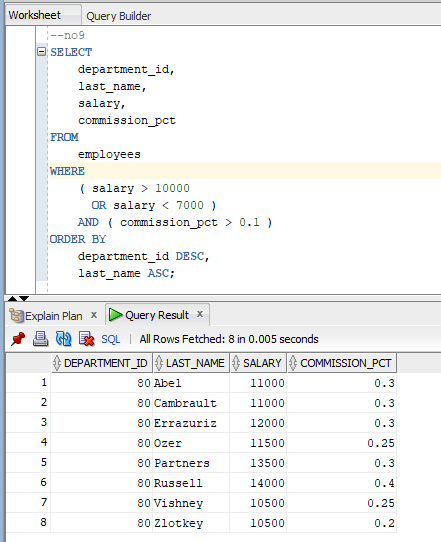 Worksheet Query Builder
--no9
SELECT
department_id,
last_name,
salary,
commission_pct
FROM
employees
WHERE
( salary > 10000
OR salary < 7000 )
AND ( commission_pct > 0.1 )
ORDER BY
department_id DESC,
last_name ASC;
Explain Plan x Query Result x
SQL | All Rows Fetched: 8 in 0.005 seconds
DEPARTMENT_ID LAST_NAME SALARY COMMISSION_PCT
1 80 Abel 11000 0.3
2 80 Cambrault 11000 0.3
3 80 Errazuriz 12000 0.3
4 80 Ozer 11500 0.25
5 80 Partners 13500 0.3
6 80 Russell 14000 0.4
7 80 Vishney 10500 0.25
8 80 Zlotkey 10500 0.2